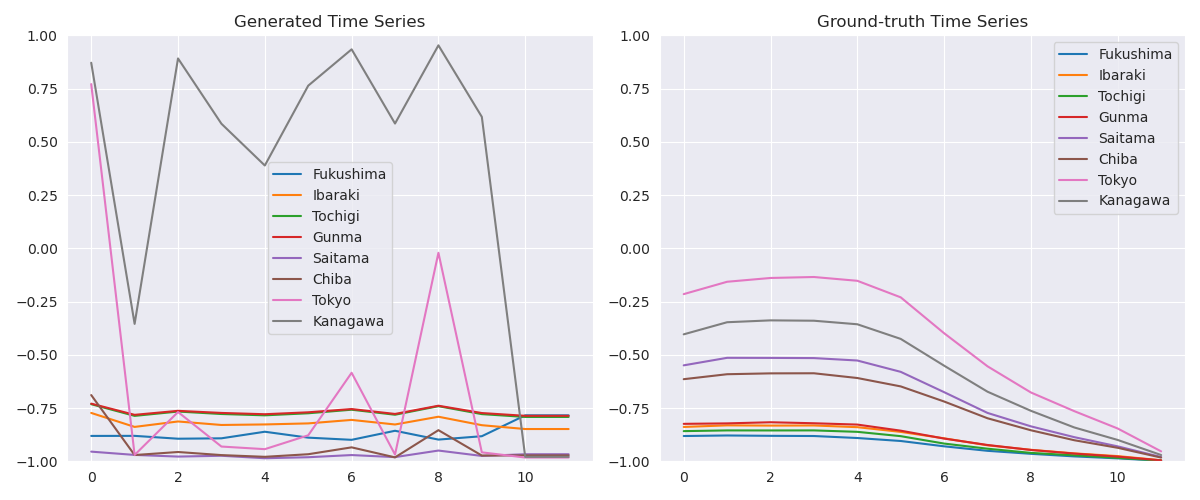 Generated Time Series
1.00
0.75
0.50
0.25
0.00
−0.25
−0.50
−0.75
−1.00
0 2 4 6 8 10
Fukushima
Ibaraki
Tochigi
Gunma
Saitama
Chiba
Tokyo
Kanagawa
Ground-truth Time Series
1.00
0.75
0.50
0.25
0.00
−0.25
−0.50
−0.75
−1.00
0 2 4 6 8 10
Fukushima
Ibaraki
Tochigi
Gunma
Saitama
Chiba
Tokyo
Kanagawa